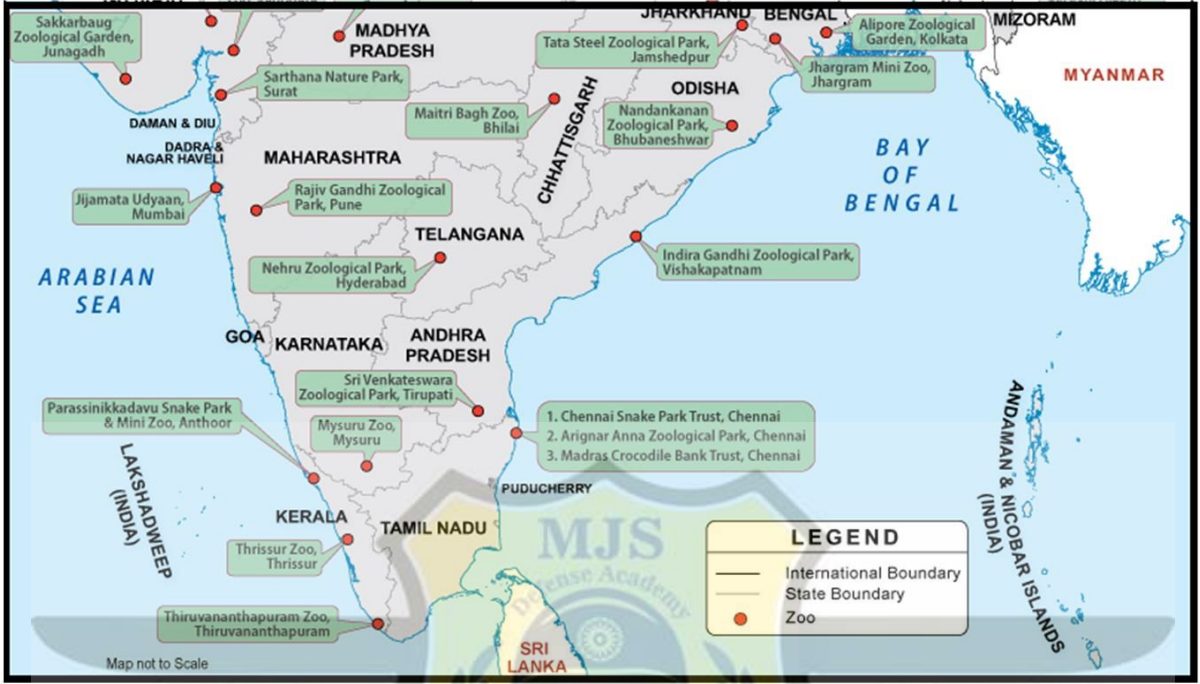 JHARKHAND
BENGAL
MIZORAM
Sakkarbaug
Zoological Garden,
Junagadh
MADHYA
PRADESH
Tata Steel Zoological Park,
Jamshedpur
Alipore Zoological
Garden, Kolkata
Jhargram Mini Zoo,
Jhargram
MYANMAR
Sarthana Nature Park,
Surat
Maitri Bagh Zoo,
Bhilai
CHHATTISGARH
ODISHA
Nandankanan
Zoological Park,
Bhubaneshwar
DAMAN & DIU
DADRA &
NAGAR HAVELI
MAHARASHTRA
BAY
OF
BENGAL
Jijamata Udyaan,
Mumbai
Rajiv Gandhi Zoological
Park, Pune
TELANGANA
Nehru Zoological Park,
Hyderabad
Indira Gandhi Zoological Park,
Vishakapatnam
ARABIAN
SEA
GOA
KARNATAKA
ANDHRA
PRADESH
Sri Venkateswara
Zoological Park, Tirupati
Parassinikkadavu Snake Park
& Mini Zoo, Anthoor
Mysuru Zoo,
Mysuru
1. Chennai Snake Park Trust, Chennai
2. Arignar Anna Zoological Park, Chennai
3. Madras Crocodile Bank Trust, Chennai
LAKSHADWEEP
(INDIA)
PUDUCHERRY
KERALA
TAMIL NADU
MJS
Defense Academy
ANDAMAN & NICOBAR ISLANDS
(INDIA)
LEGEND
International Boundary
State Boundary
Zoo
Thrissur Zoo,
Thrissur
Thiruvananthapuram Zoo,
Thiruvananthapuram
SRI
LANKA
Map not to Scale